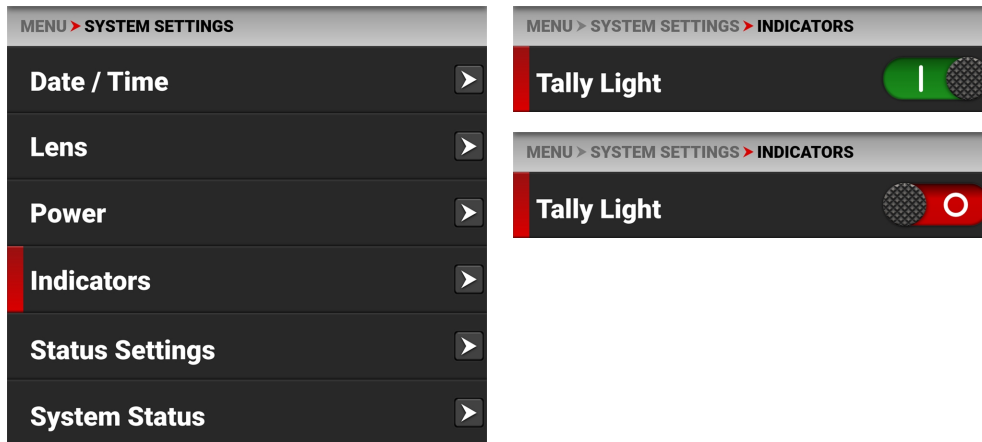 MENU > SYSTEM SETTINGS
Date / Time
Lens
Power
Indicators
Status Settings
System Status
MENU > SYSTEM SETTINGS > INDICATORS
Tally Light
MENU > SYSTEM SETTINGS > INDICATORS
Tally Light